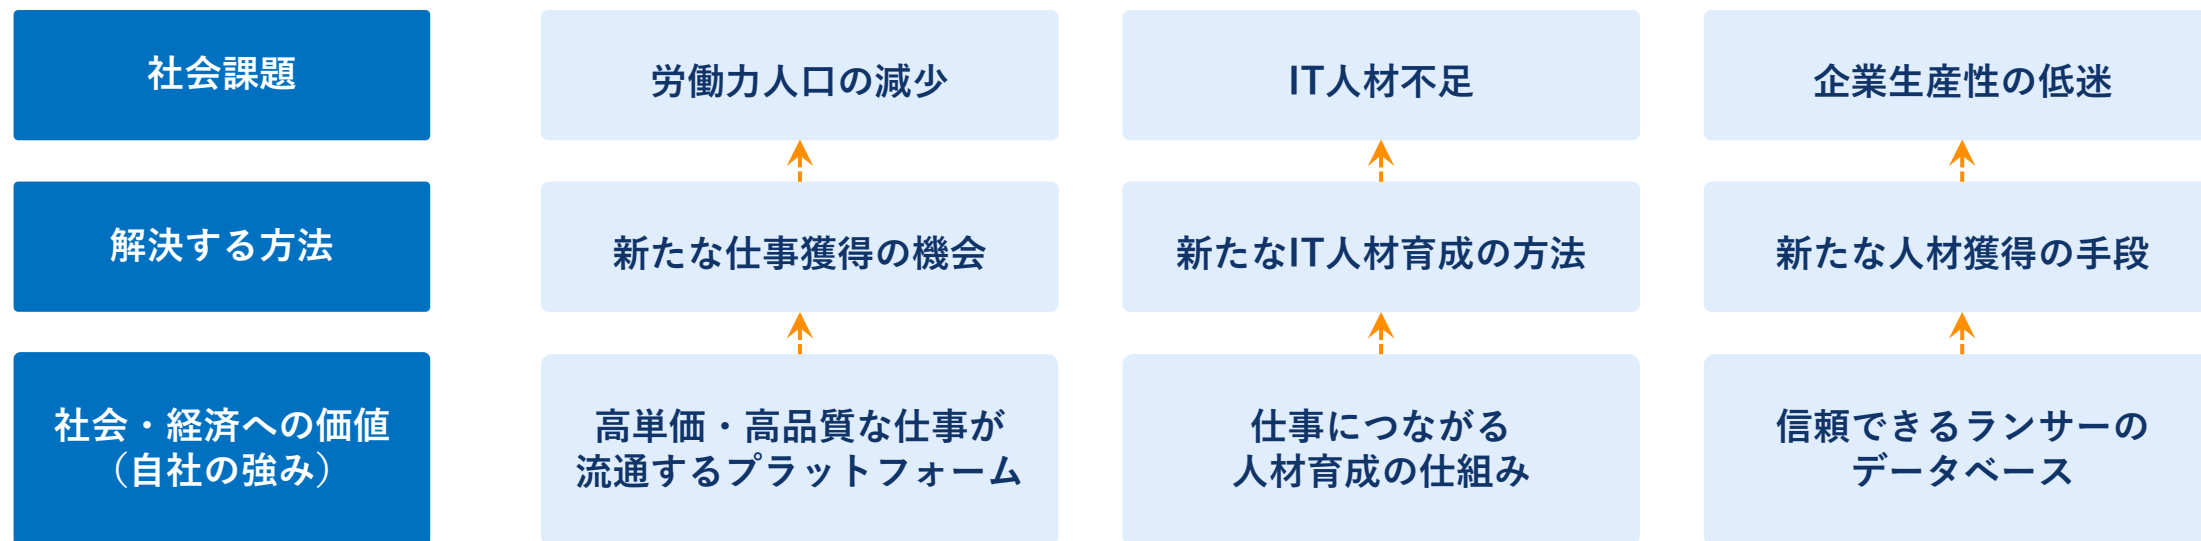 社会課題
労働力人口の減少
IT人材不足
企業生産性の低迷
解決する方法
新たな仕事獲得の機会
新たなIT人材育成の方法
新たな人材獲得の手段
社会・経済への価値
（自社の強み）
高単価・高品質な仕事が
流通するプラットフォーム
仕事につながる
人材育成の仕組み
信頼できるランサーの
データベース